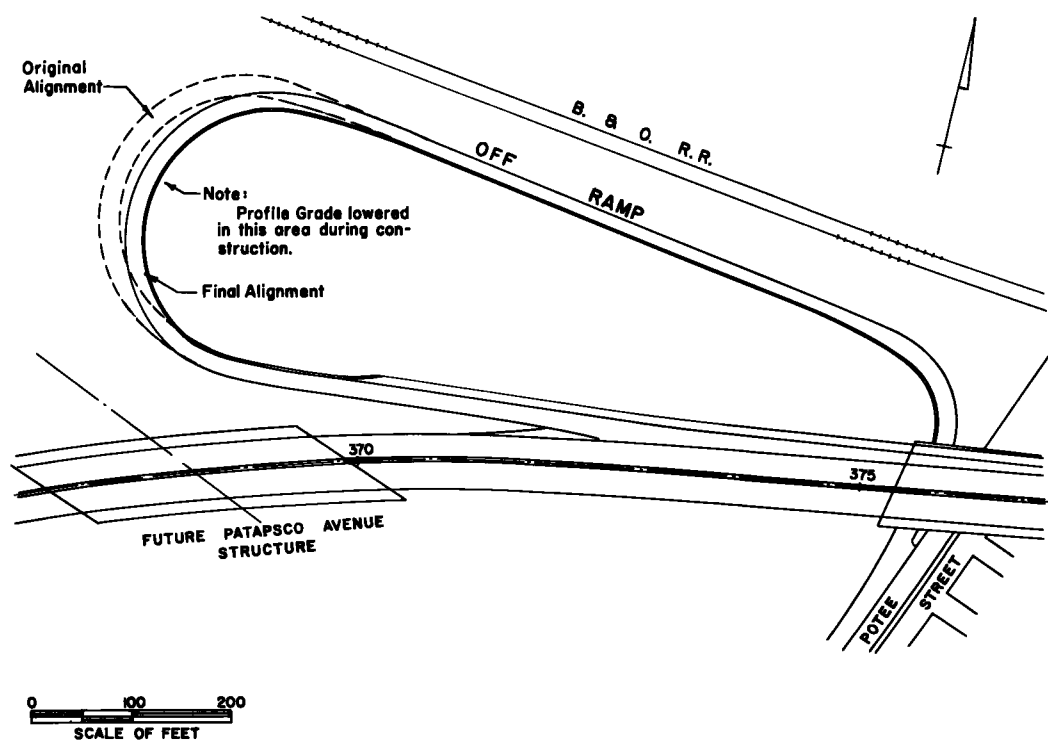 Original
Alignment
B. & O. R.R.
OFF RAMP
Note:
Profile Grade lowered
in this area during con-
struction.
Final Alignment
370
375
FUTURE PATAPSCO AVENUE
STRUCTURE
POTEE STREET
0 100 200
SCALE OF FEET